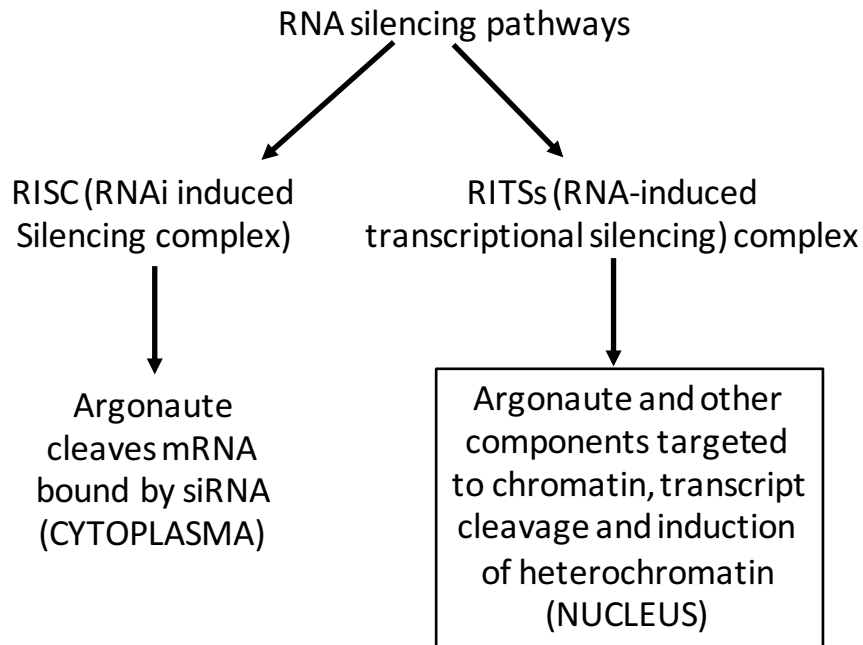 RNA silencing pathways
RISC (RNAi induced
Silencing complex)
RITSs (RNA-induced
transcriptional silencing) complex
Argonaute
cleaves mRNA
bound by siRNA
(CYTOPLASMA)
Argonaute and other
components targeted
to chromatin, transcript
cleavage and induction
of heterochromatin
(NUCLEUS)